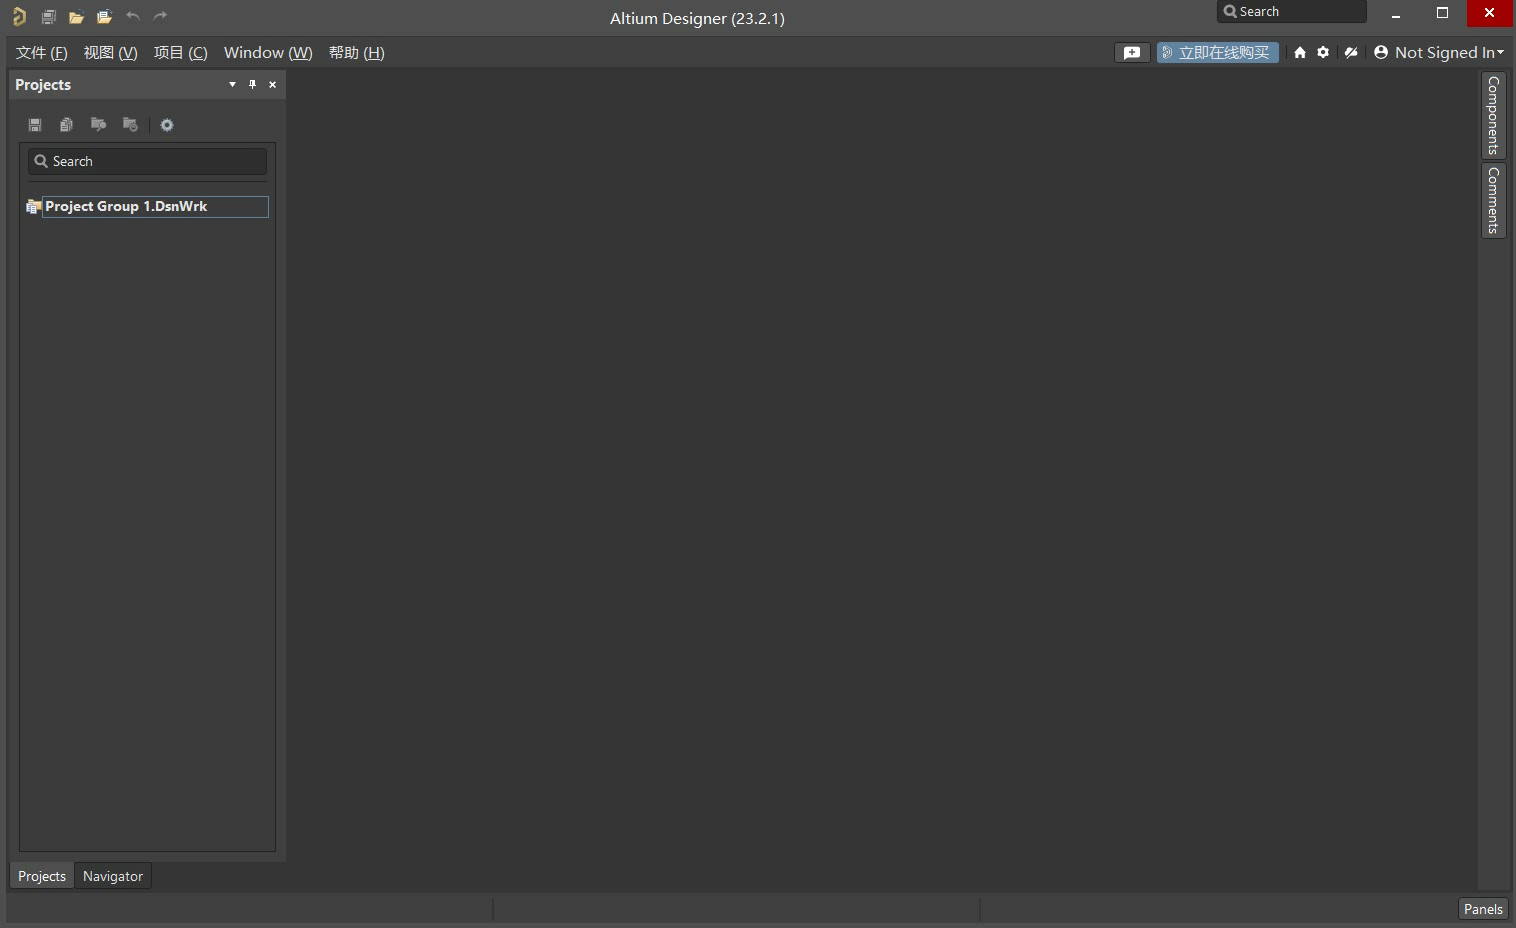 Altium Designer (23.2.1)
Search
文件 (F) 视图 (V) 项目 (C) Window (W) 帮助 (H)
立即在线购买
Not Signed In
Projects
Search
Project Group 1.DsnWrk
Components
Comments
Projects
Navigator
Panels